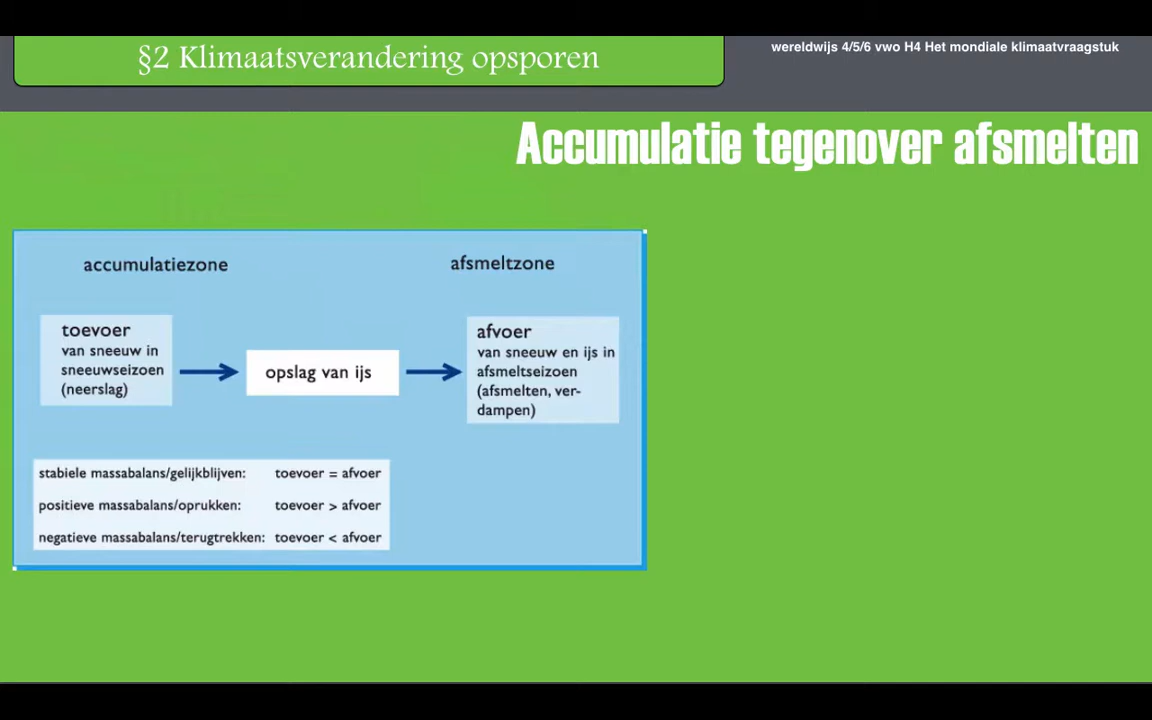 §2 Klimaatsverandering opsporen
wereldwijs 4/5/6 vwo H4 Het mondiale klimaatvraagstuk
Accumulatie tegenover afsmelten
accumulatiezone
afsmeltzone
toevoer
van sneeuw in
sneeuwseizoen
(neerslag)
opslag van ijs
afvoer
van sneeuw en ijs in
afsmeltseizoen
(afsmelten, ver-
dampen)
stabiele massabalans/gelijkblijven: toevoer = afvoer
positieve massabalans/oprukken: toevoer > afvoer
negatieve massabalans/terugtrekken: toevoer < afvoer